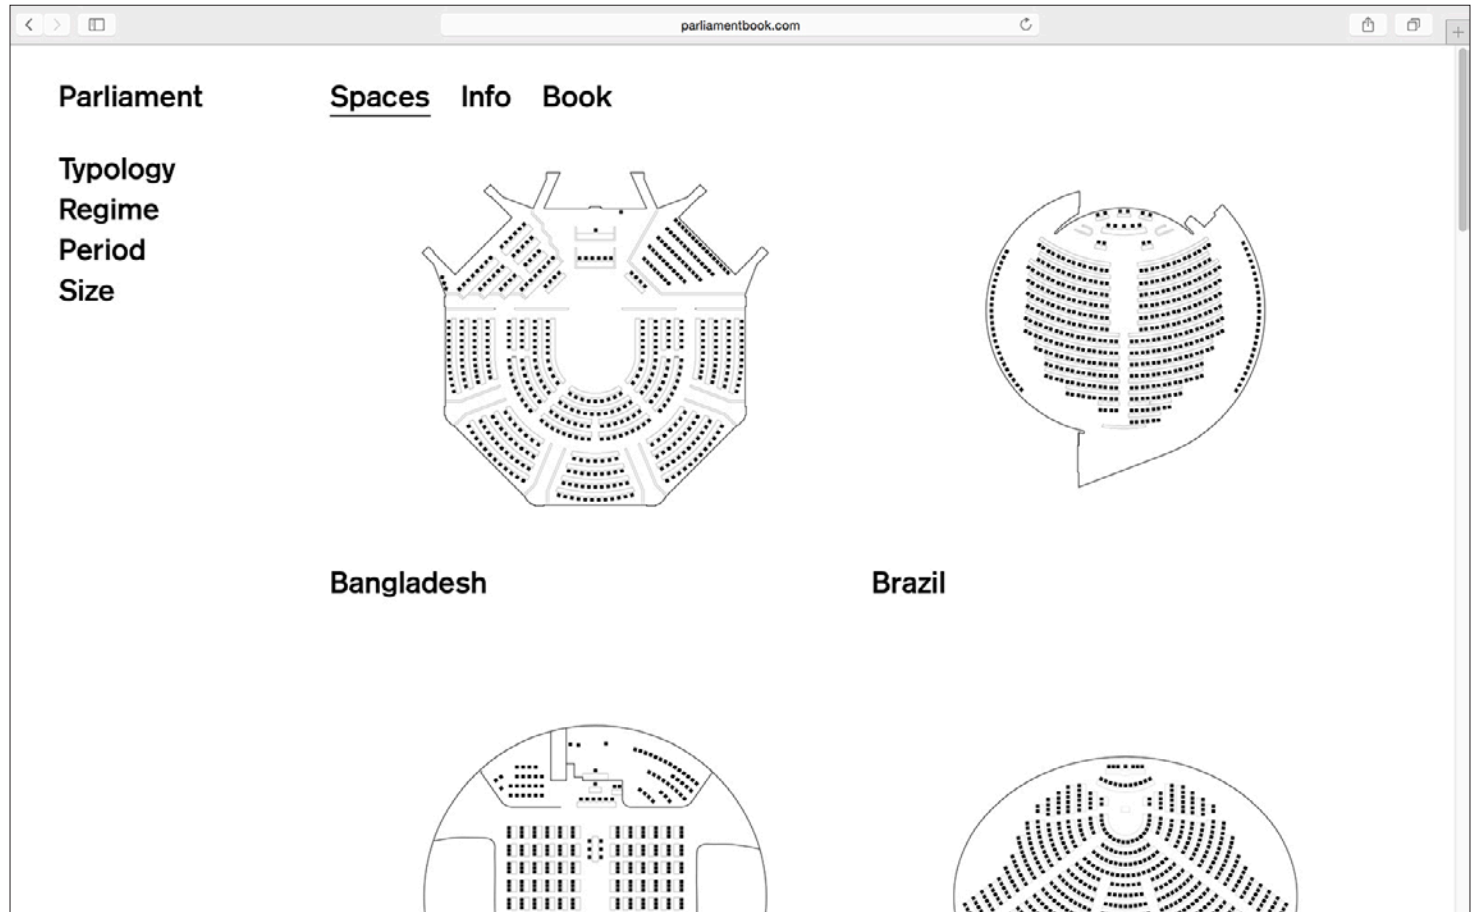 parliamentbook.com
Parliament
Spaces Info Book
Typology
Regime
Period
Size
Bangladesh
Brazil